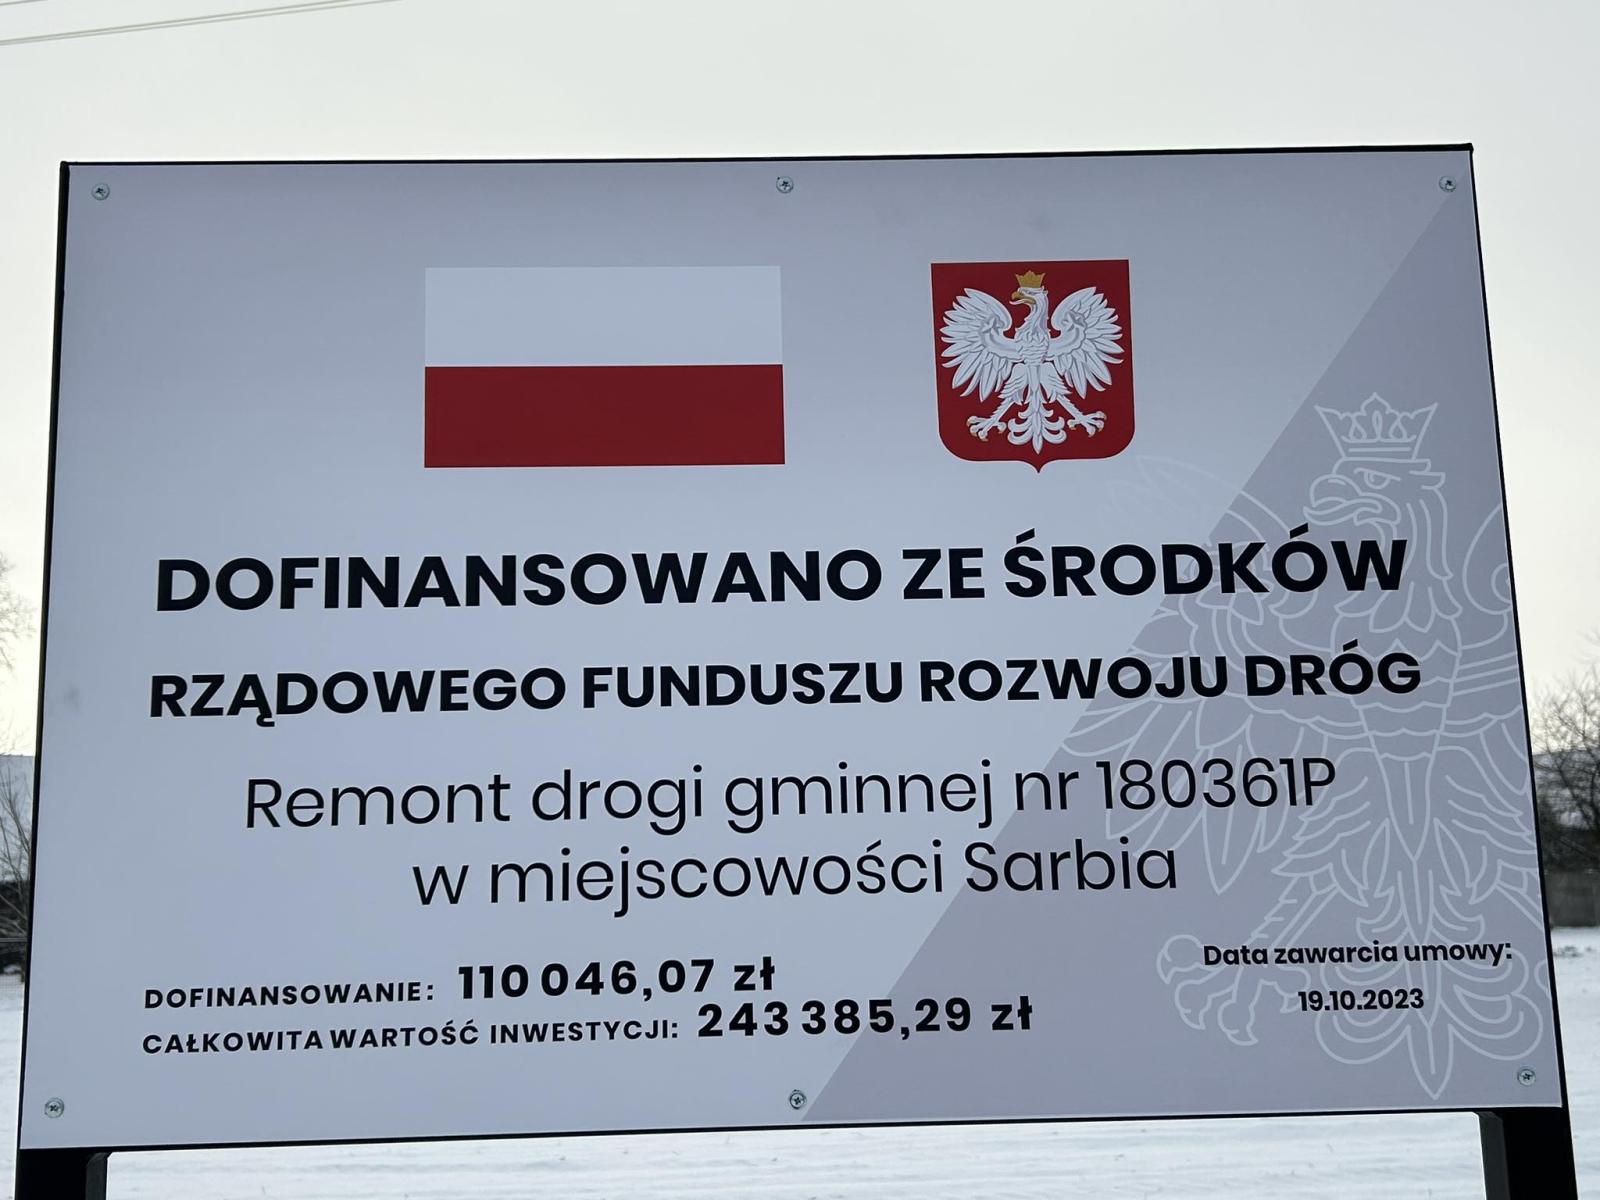 DOFINANSOWANO ZE ŚRODKÓW
RZĄDOWEGO FUNDUSZU ROZWOJU DRÓG
Remont drogi gminnej nr 180361P
w miejscowości Sarbia
DOFINANSOWANIE: 110 046,07 zł
CAŁKOWITA WARTOŚĆ INWESTYCJI: 243 385,29 zł
Data zawarcia umowy:
19.10.2023